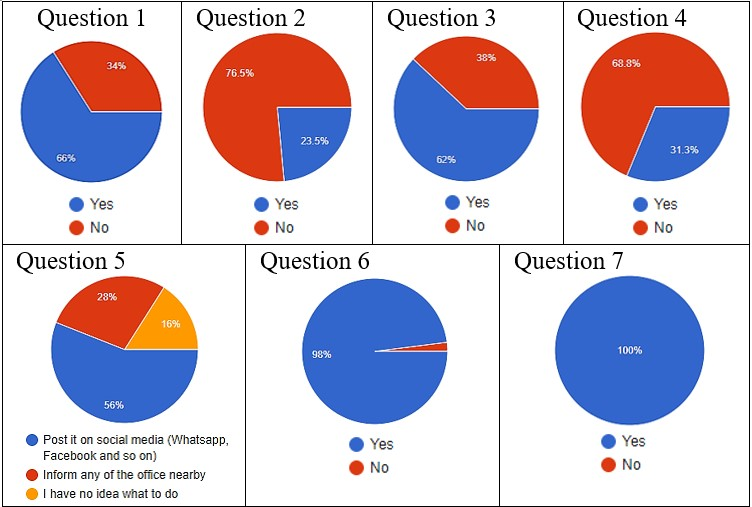 Question 1
34%
66%
Yes
No
Question 2
76.5%
23.5%
Yes
No
Question 3
38%
62%
Yes
No
Question 4
68.8%
31.3%
Yes
No
Question 5
28%
16%
56%
Post it on social media (Whatsapp,
Facebook and so on)
Inform any of the office nearby
I have no idea what to do
Question 6
98%
Yes
No
Question 7
100%
Yes
No